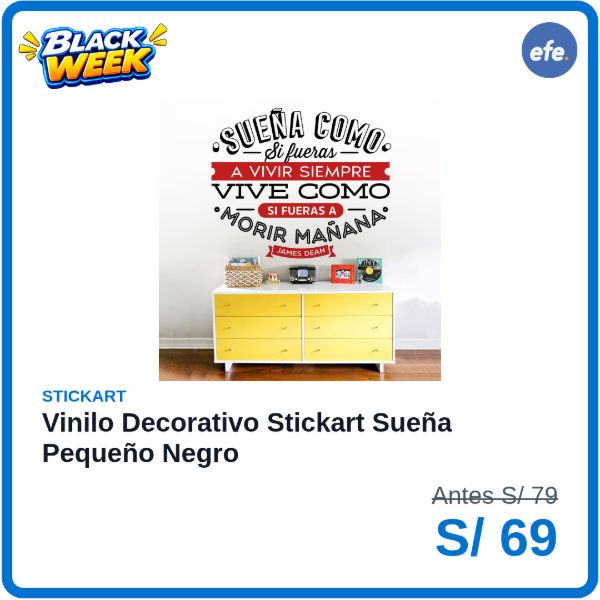 BLACK
WEEK
efe.
SUEÑA COMO
Si fueras
A VIVIR SIEMPRE
VIVE COMO
SI FUERAS A
MORIR MAÑANA
JAMES DEAN
STICKART
Vinilo Decorativo Stickart Sueña
Pequeño Negro
Antes S/ 79
S/ 69